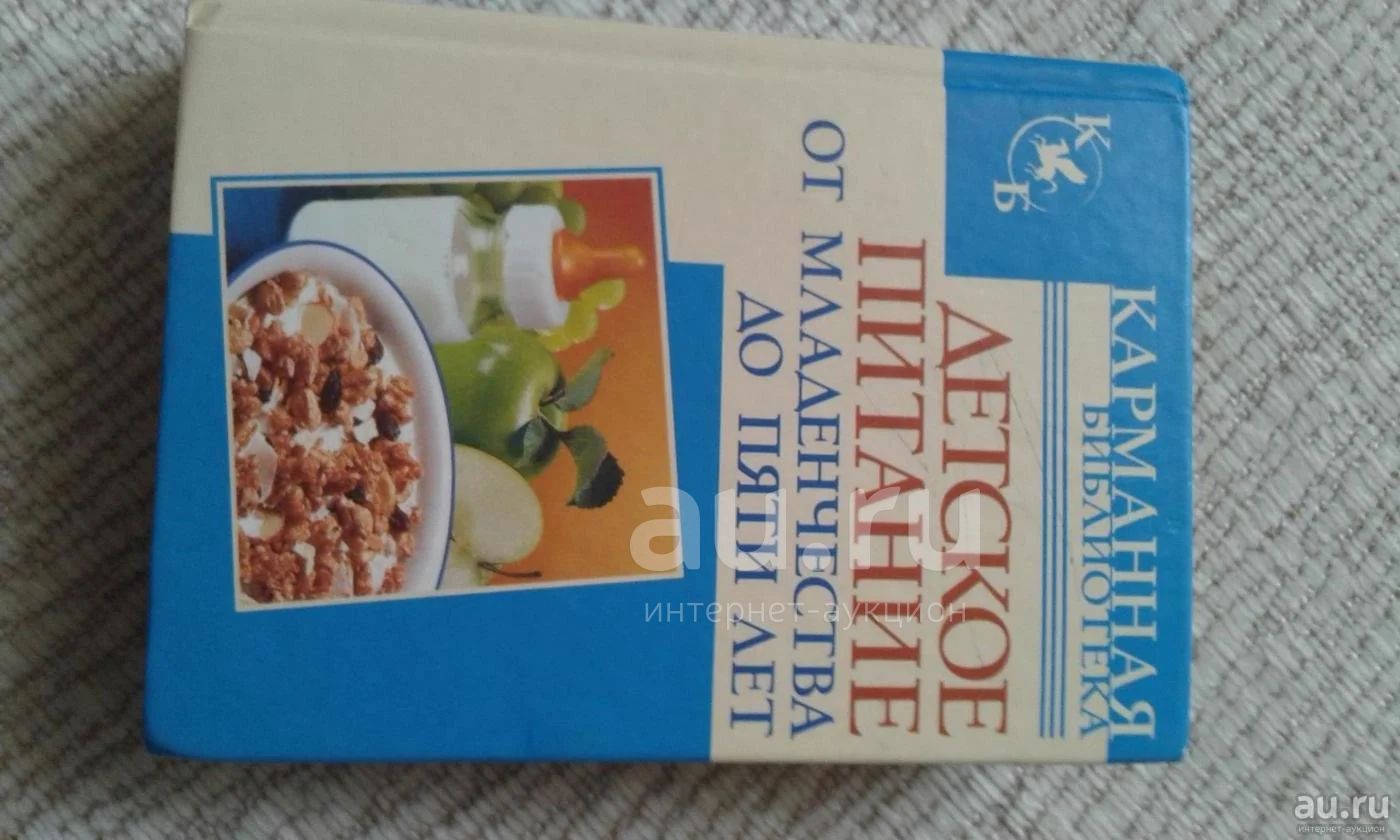 К
Б
КАРМАННАЯ
БИБЛИОТЕКА
ДЕТСКОЕ
ПИТАНИЕ
ОТ МЛАДЕНЧЕСТВА
ДО ПЯТИ ЛЕТ
au.ru
интернет-аукцион
au.ru
интернет-аукцион